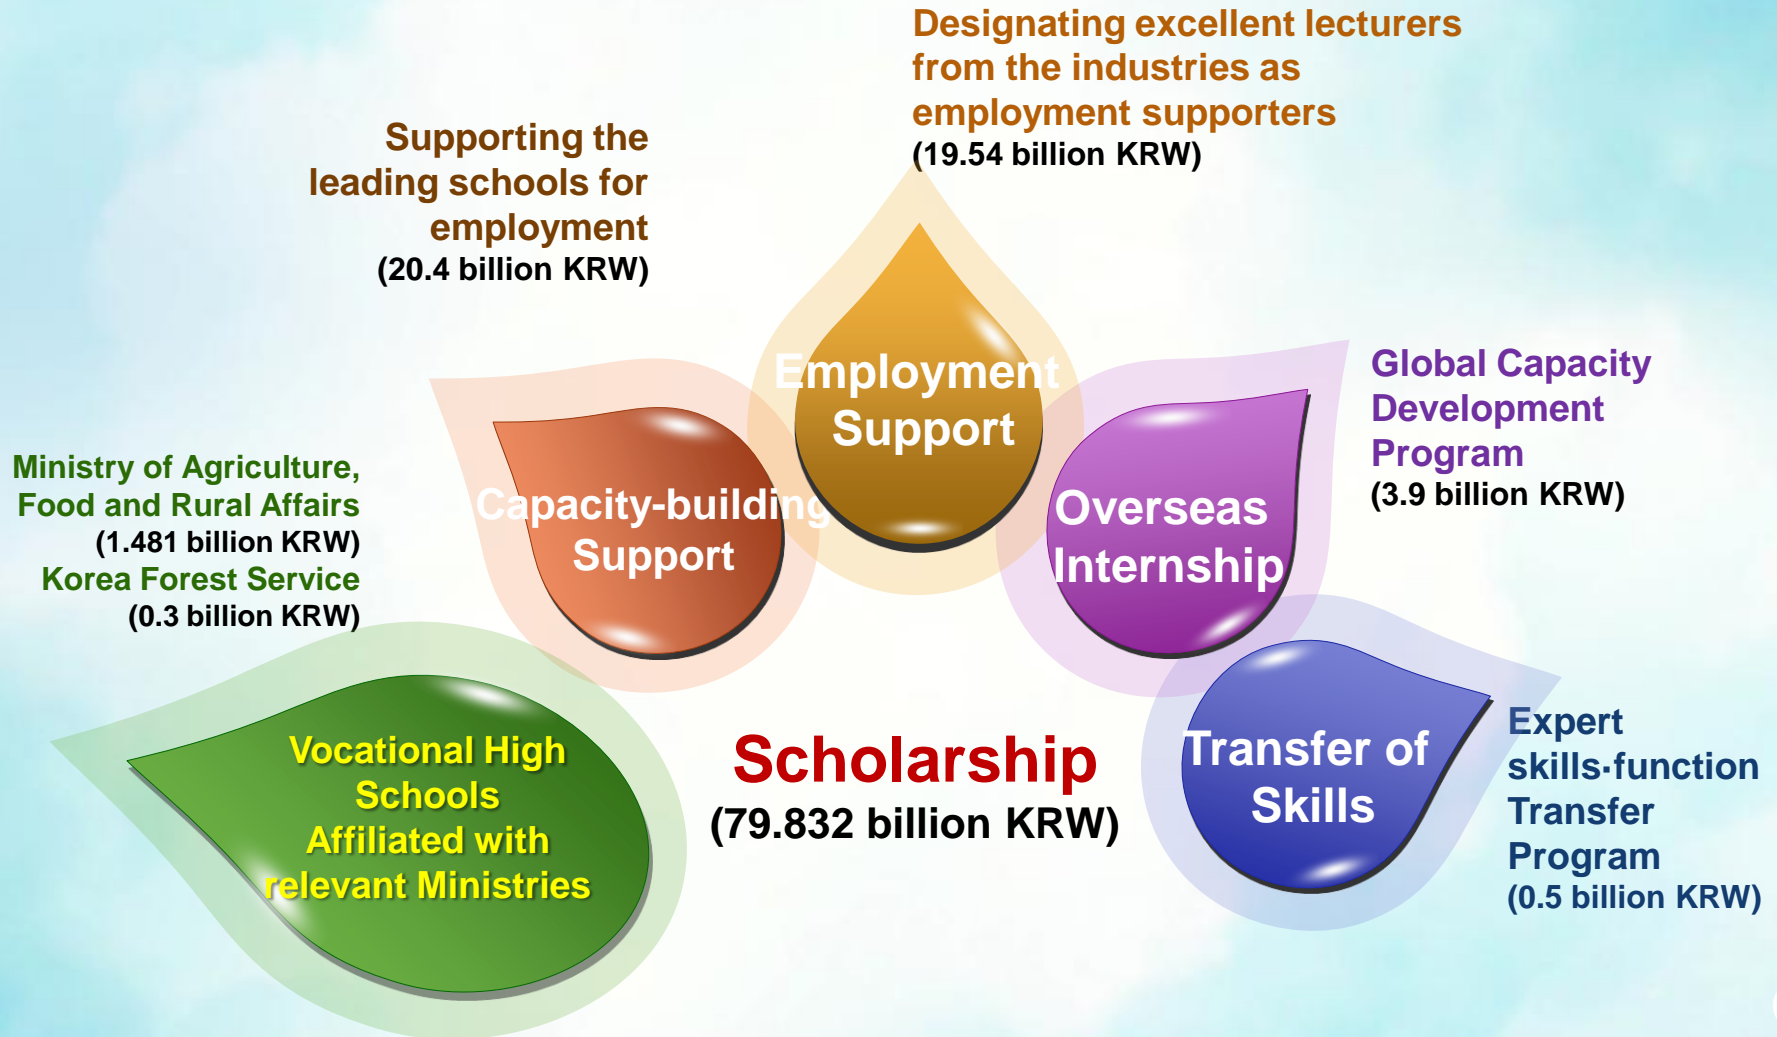 Designating excellent lecturers
from the industries as
employment supporters
(19.54 billion KRW)
Supporting the
leading schools for
employment
(20.4 billion KRW)
Employment
Support
Global Capacity
Development
Program
(3.9 billion KRW)
Ministry of Agriculture,
Food and Rural Affairs
(1.481 billion KRW)
Korea Forest Service
(0.3 billion KRW)
Capacity-building
Support
Overseas
Internship
Vocational High
Schools
Affiliated with
relevant Ministries
Scholarship
(79.832 billion KRW)
Transfer of
Skills
Expert
skills·function
Transfer
Program
(0.5 billion KRW)